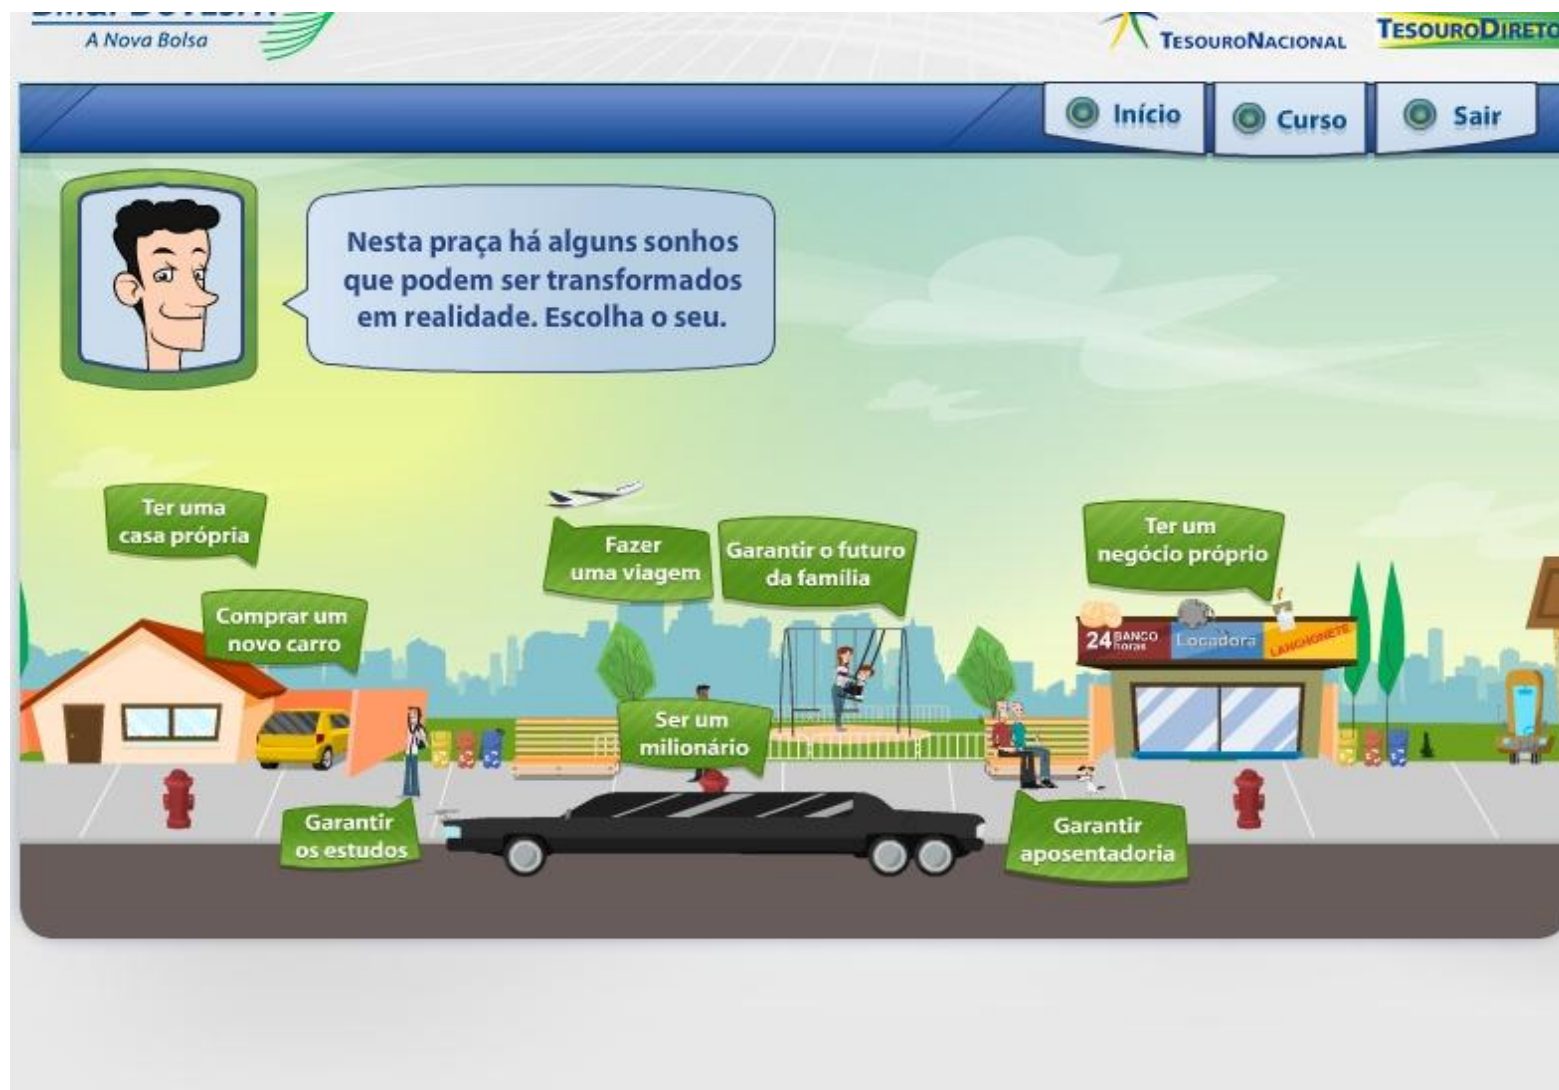 A Nova Bolsa
TESOURONACIONAL
TESOURODIRETO
Início
Curso
Sair
Nesta praça há alguns sonhos
que podem ser transformados
em realidade. Escolha o seu.
Ter uma
casa própria
Fazer
uma viagem
Garantir o futuro
da família
Ter um
negócio próprio
Comprar um
novo carro
24 BANCO
horas
Locadora
LANCHONETE
Ser um
milionário
Garantir
os estudos
Garantir
aposentadoria